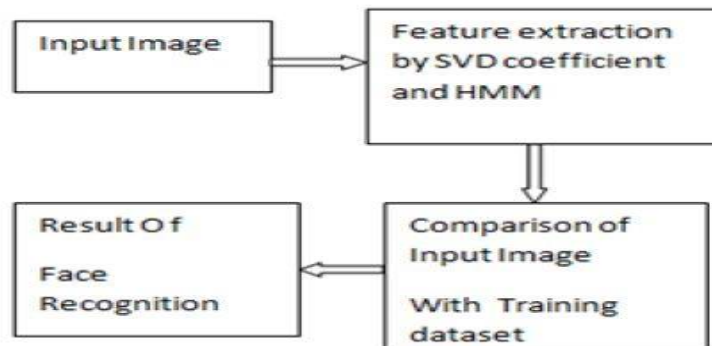 Input Image
Feature extraction
by SVD coefficient
and HMM
Comparison of
Input Image
With Training
dataset
Result Of
Face
Recognition